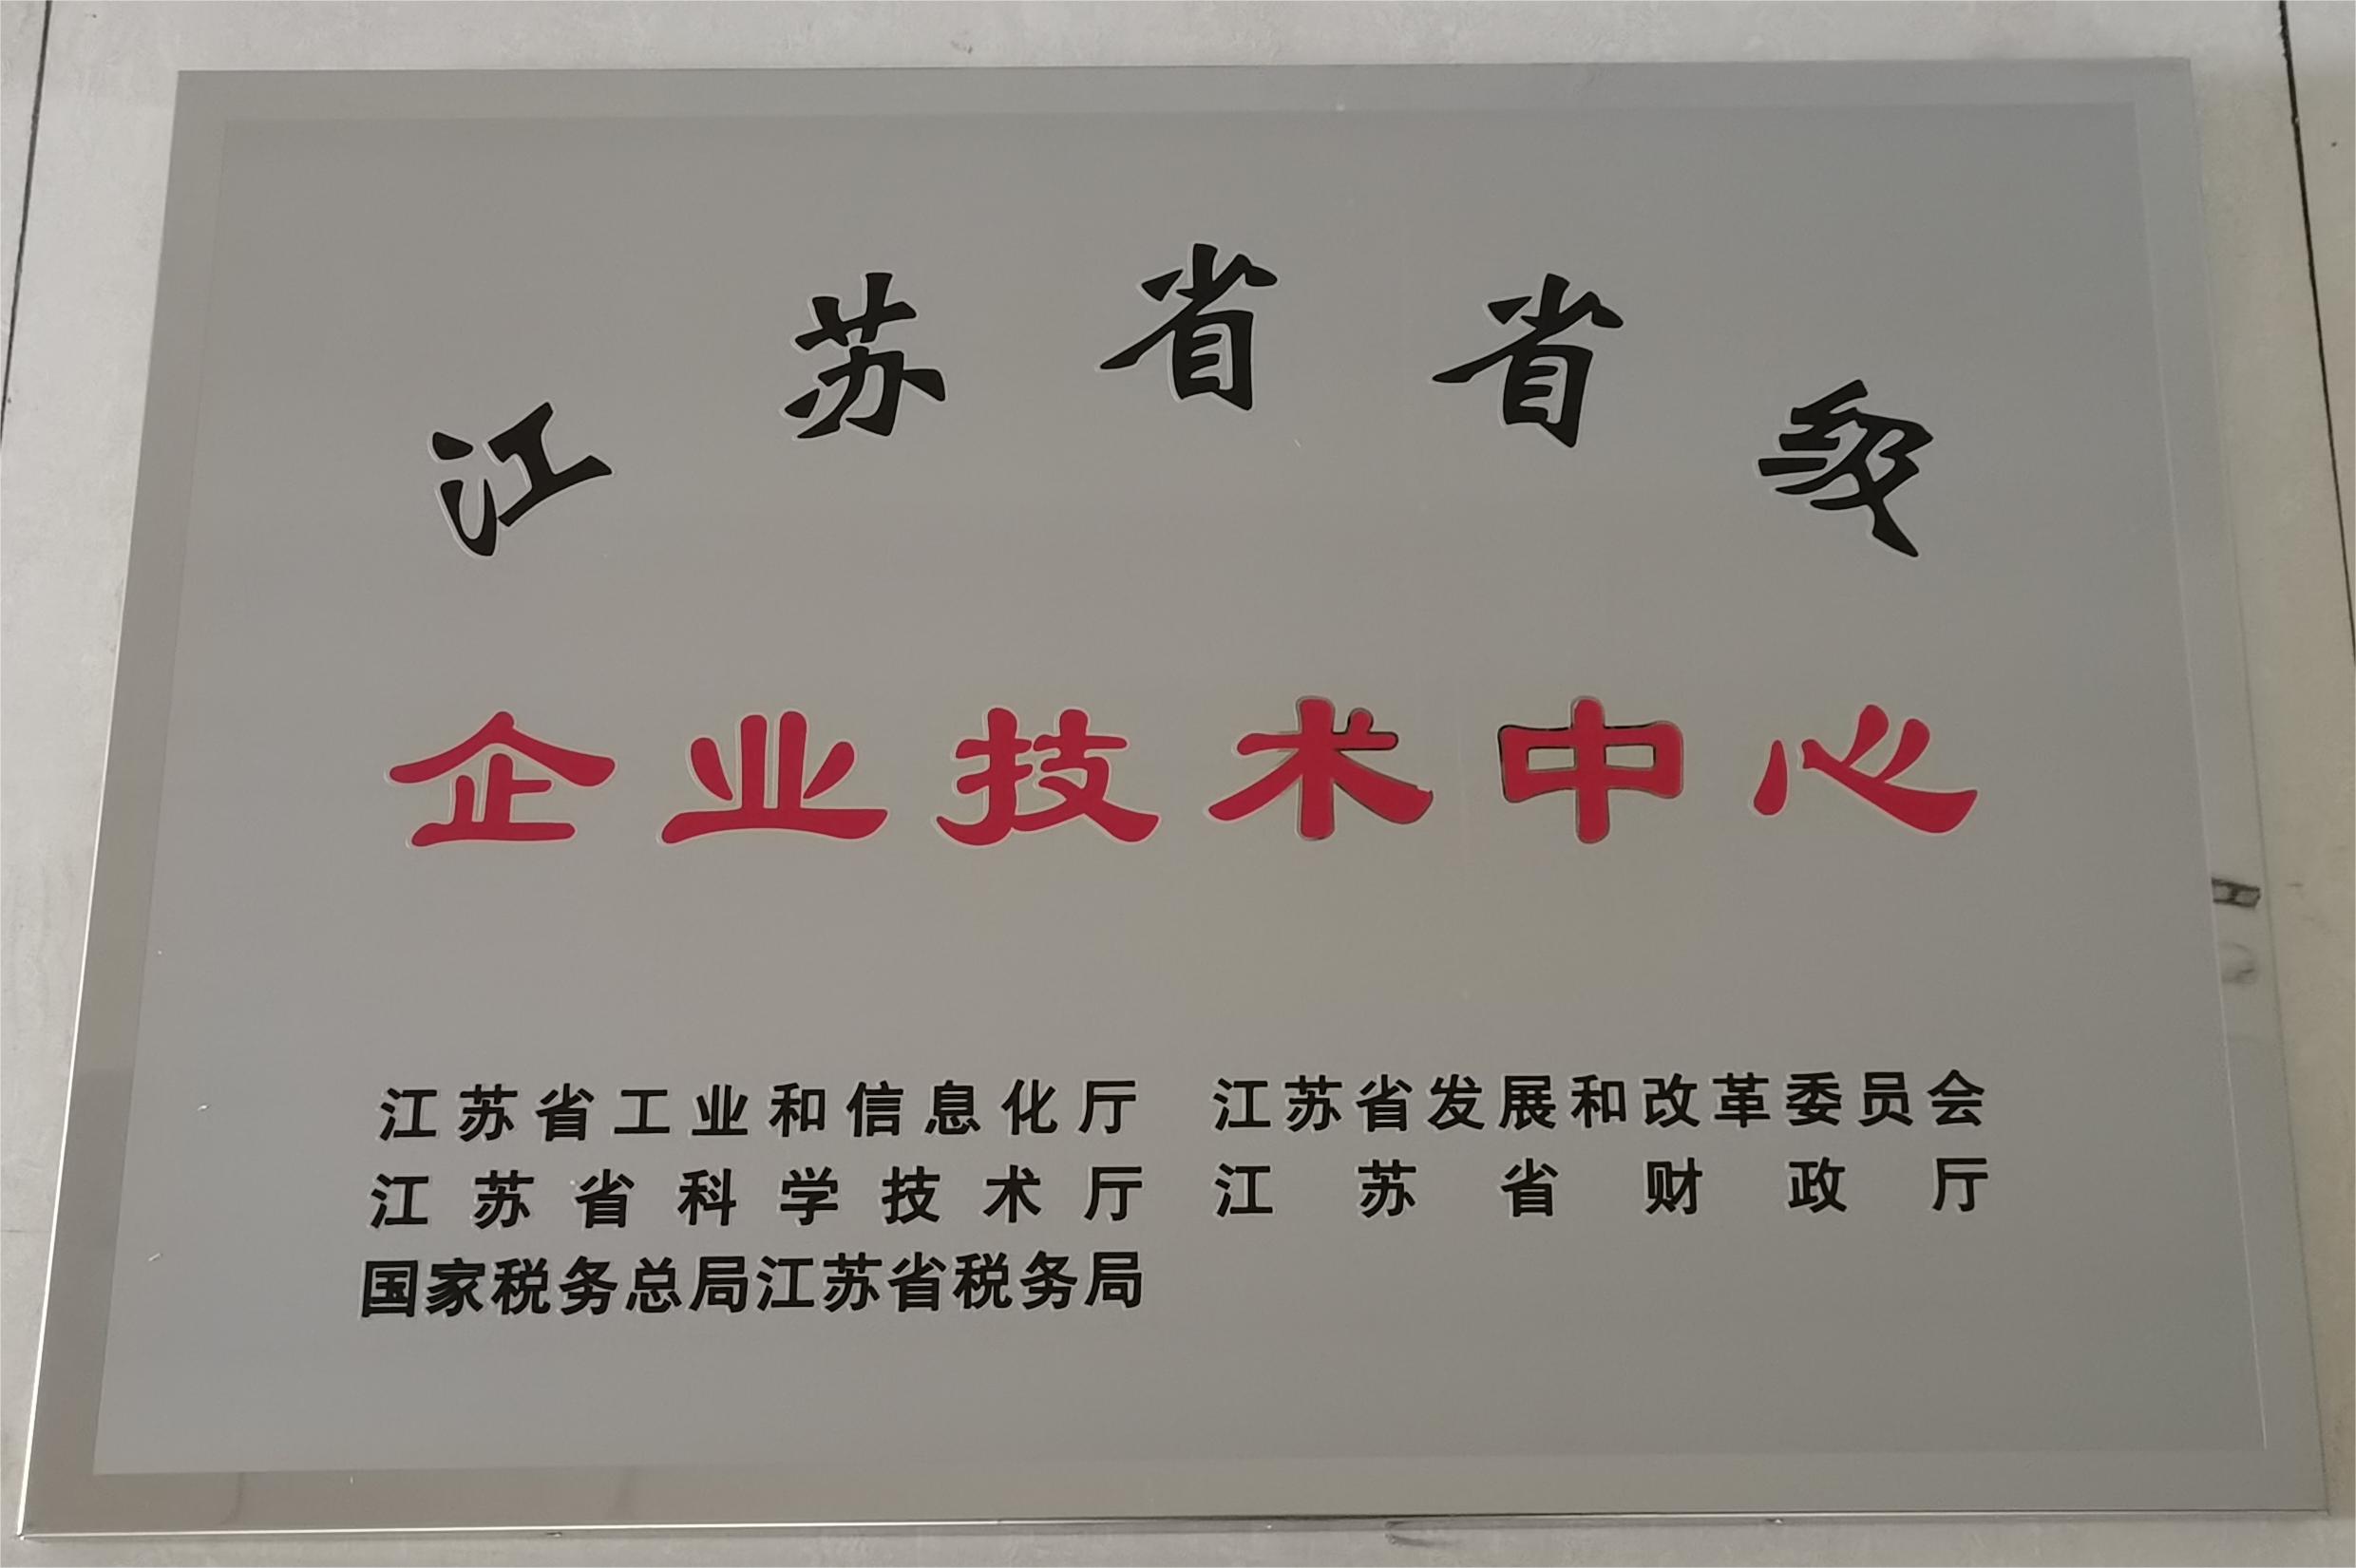 江苏省省级
企业技术中心
江苏省工业和信息化厅 江苏省发展和改革委员会
江苏省科学技术厅 江苏省财政厅
国家税务总局江苏省税务局